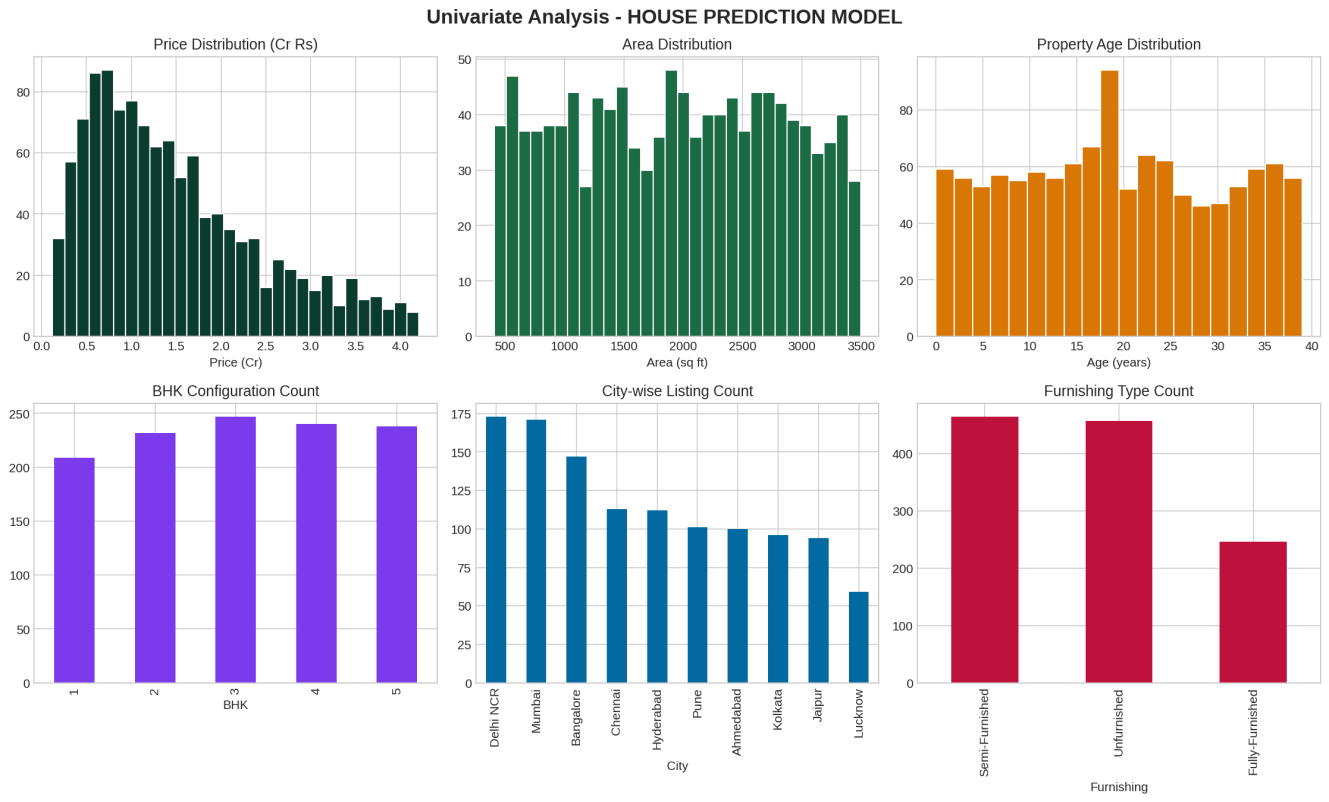 Univariate Analysis - HOUSE PREDICTION MODEL
Price Distribution (Cr Rs)
80
60
40
20
0
0.0 0.5 1.0 1.5 2.0 2.5 3.0 3.5 4.0
Price (Cr)
Area Distribution
50
40
30
20
10
0
500 1000 1500 2000 2500 3000 3500
Area (sq ft)
Property Age Distribution
80
60
40
20
0
0 5 10 15 20 25 30 35 40
Age (years)
BHK Configuration Count
250
200
150
100
50
0
1 2 3 4 5
BHK
City-wise Listing Count
175
150
125
100
75
50
25
0
Delhi NCR
Mumbai
Bangalore
Chennai
Hyderabad
Pune
Ahmedabad
Kolkata
Jaipur
Lucknow
City
Furnishing Type Count
400
300
200
100
0
Semi-Furnished
Unfurnished
Fully-Furnished
Furnishing